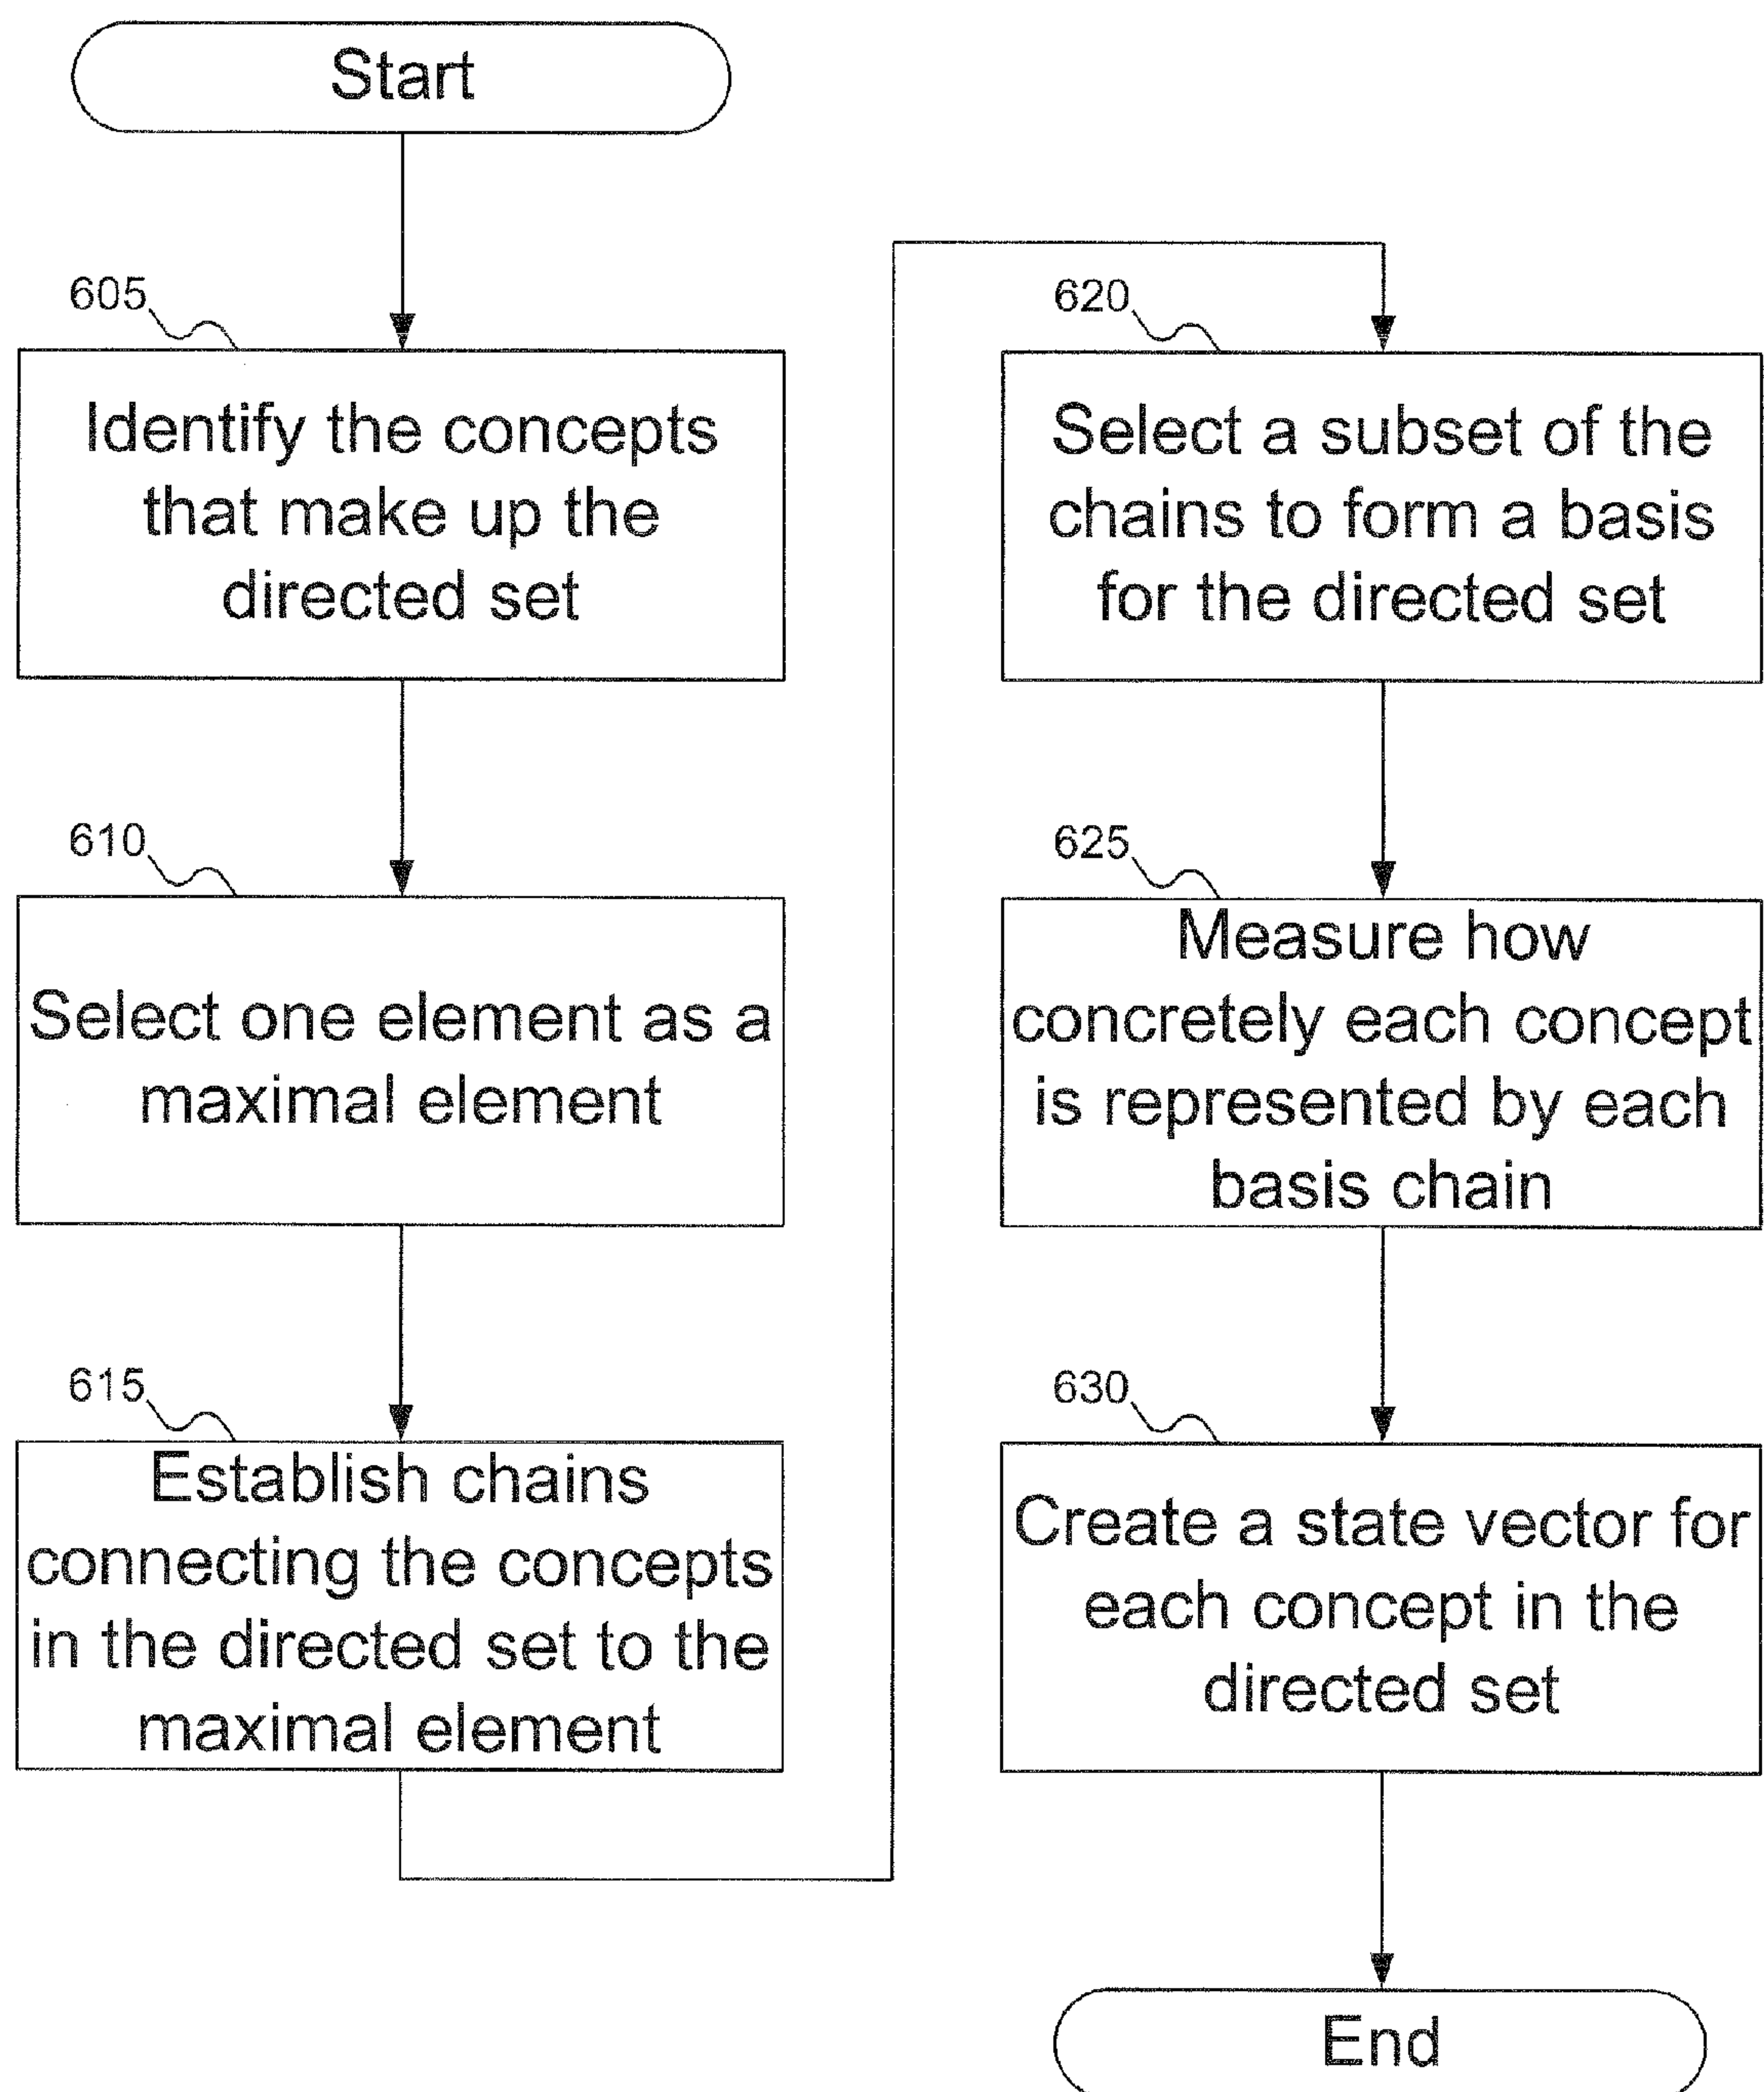 Start
605
Identify the concepts
that make up the
directed set
610
Select one element as a
maximal element
615
Establish chains
connecting the concepts
in the directed set to the
maximal element
620
Select a subset of the
chains to form a basis
for the directed set
625
Measure how
concretely each concept
is represented by each
basis chain
630
Create a state vector for
each concept in the
directed set
End